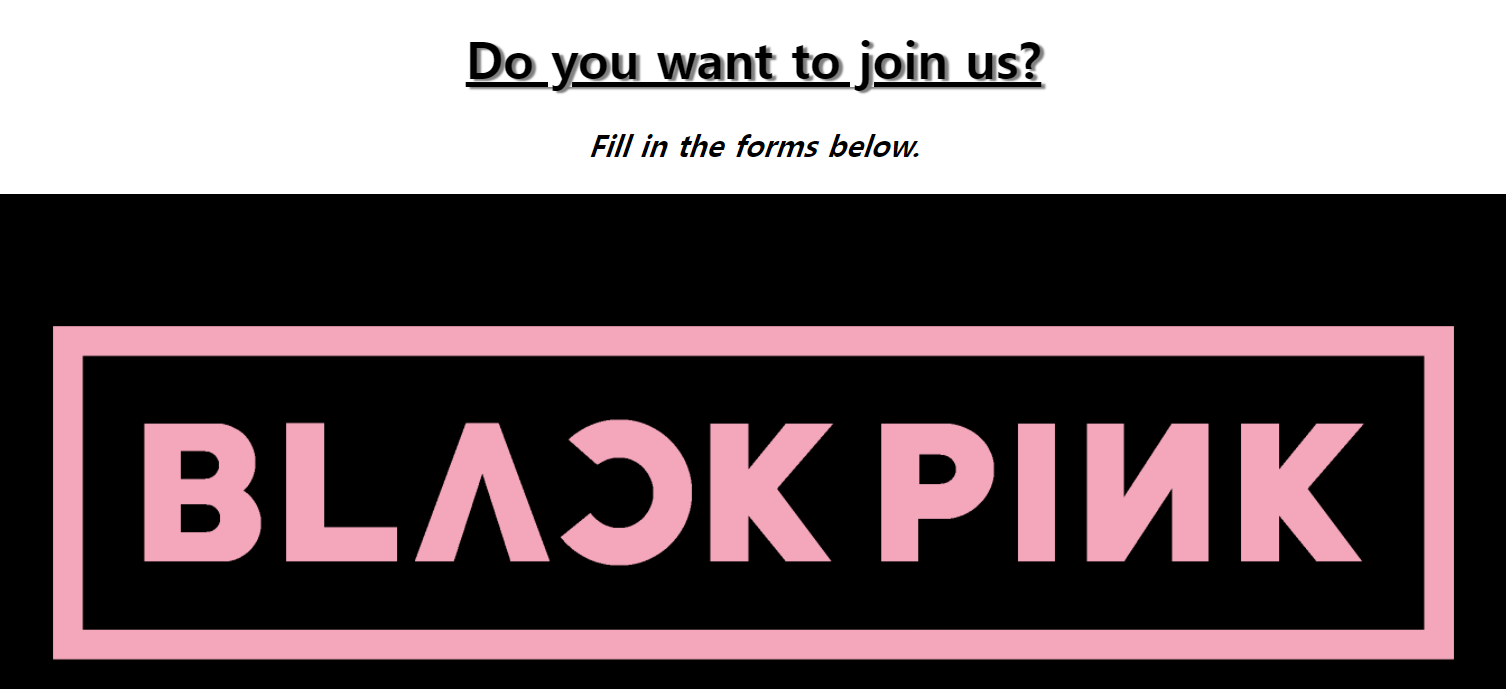 Do you want to join us?
Fill in the forms below.
BLACKPINK